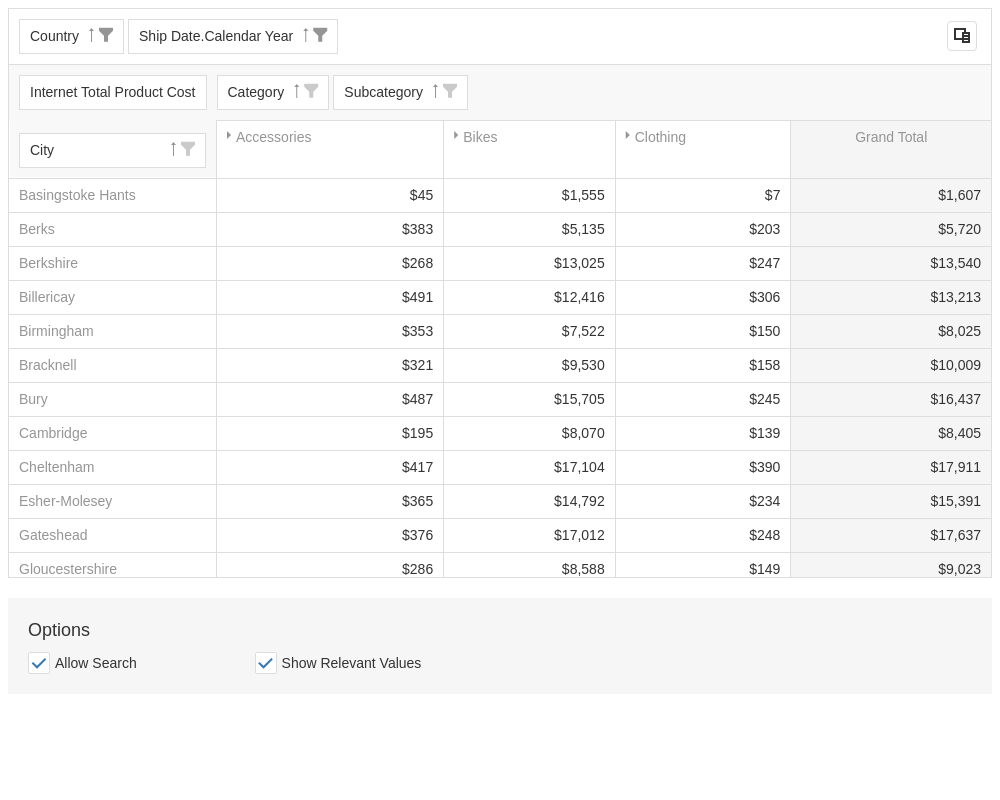 Country Ship Date.Calendar Year
Internet Total Product Cost Category Subcategory
City Accessories Bikes Clothing Grand Total
Basingstoke Hants $45 $1,555 $7 $1,607
Berks $383 $5,135 $203 $5,720
Berkshire $268 $13,025 $247 $13,540
Billericay $491 $12,416 $306 $13,213
Birmingham $353 $7,522 $150 $8,025
Bracknell $321 $9,530 $158 $10,009
Bury $487 $15,705 $245 $16,437
Cambridge $195 $8,070 $139 $8,405
Cheltenham $417 $17,104 $390 $17,911
Esher-Molesey $365 $14,792 $234 $15,391
Gateshead $376 $17,012 $248 $17,637
Gloucestershire $286 $8,588 $149 $9,023
Options
Allow Search Show Relevant Values